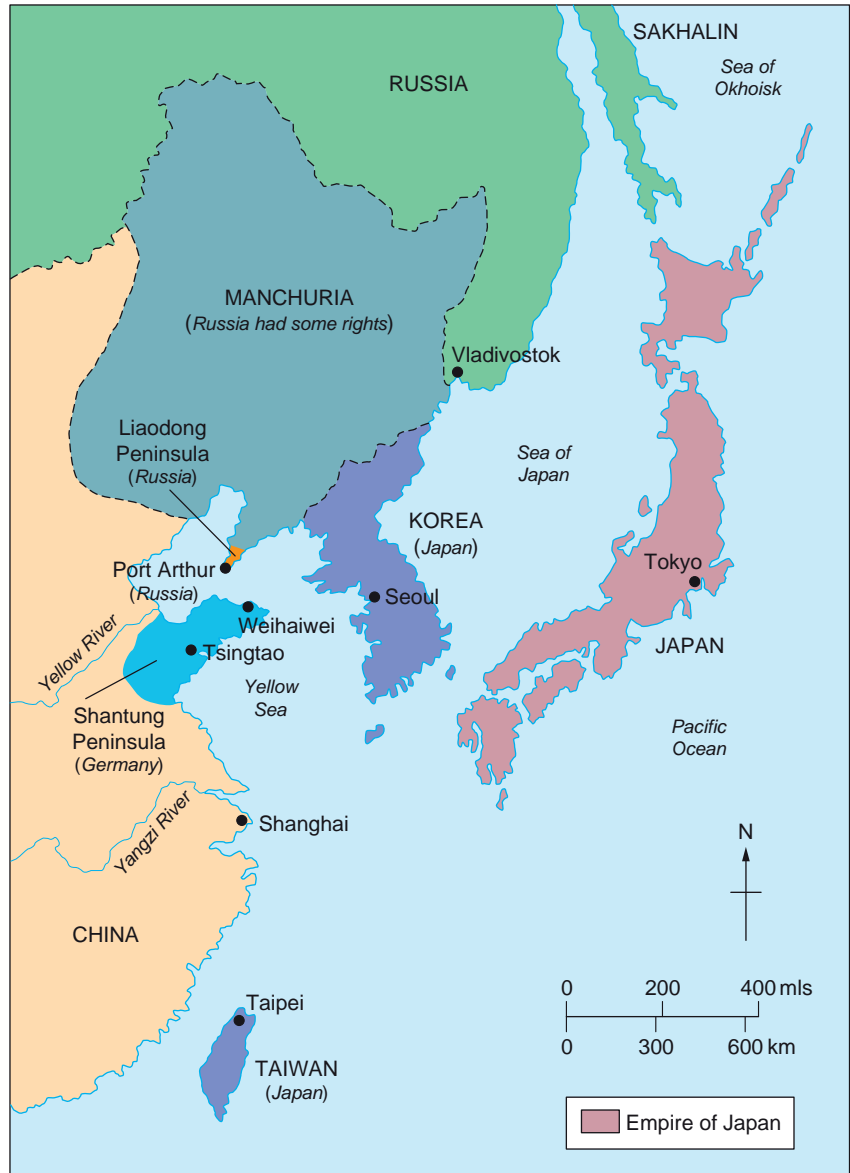 SAKHALIN
Sea of
Okhoisk
RUSSIA
MANCHURIA
(Russia had some rights)
Vladivostok
Liaodong
Peninsula
(Russia)
Sea of
Japan
KOREA
(Japan)
Port Arthur
(Russia)
Tokyo
Seoul
Weihaiwei
Yellow River
Tsingtao
JAPAN
Yellow
Sea
Shantung
Peninsula
(Germany)
Pacific
Ocean
Yangzi River
Shanghai
N
CHINA
0 200 400 mls
0 300 600 km
Taipei
TAIWAN
(Japan)
Empire of Japan